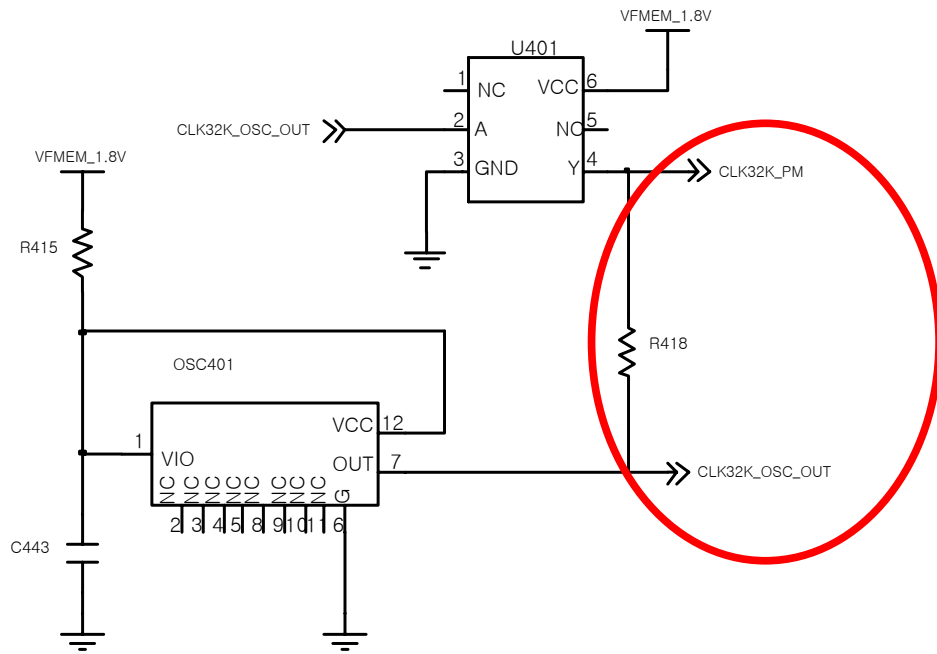 VFMEM_1.8V
U401
1
NC
VCC
6
CLK32K_OSC_OUT
2
A
NC
5
3
GND
Y
4
CLK32K_PM
VFMEM_1.8V
R415
R418
OSC401
VCC
12
1
VIO
OUT
7
CLK32K_OSC_OUT
NC
NC
NC
NC
NC
NC
NC
NC
G
2
3
4
5
8
9
10
11
6
C443